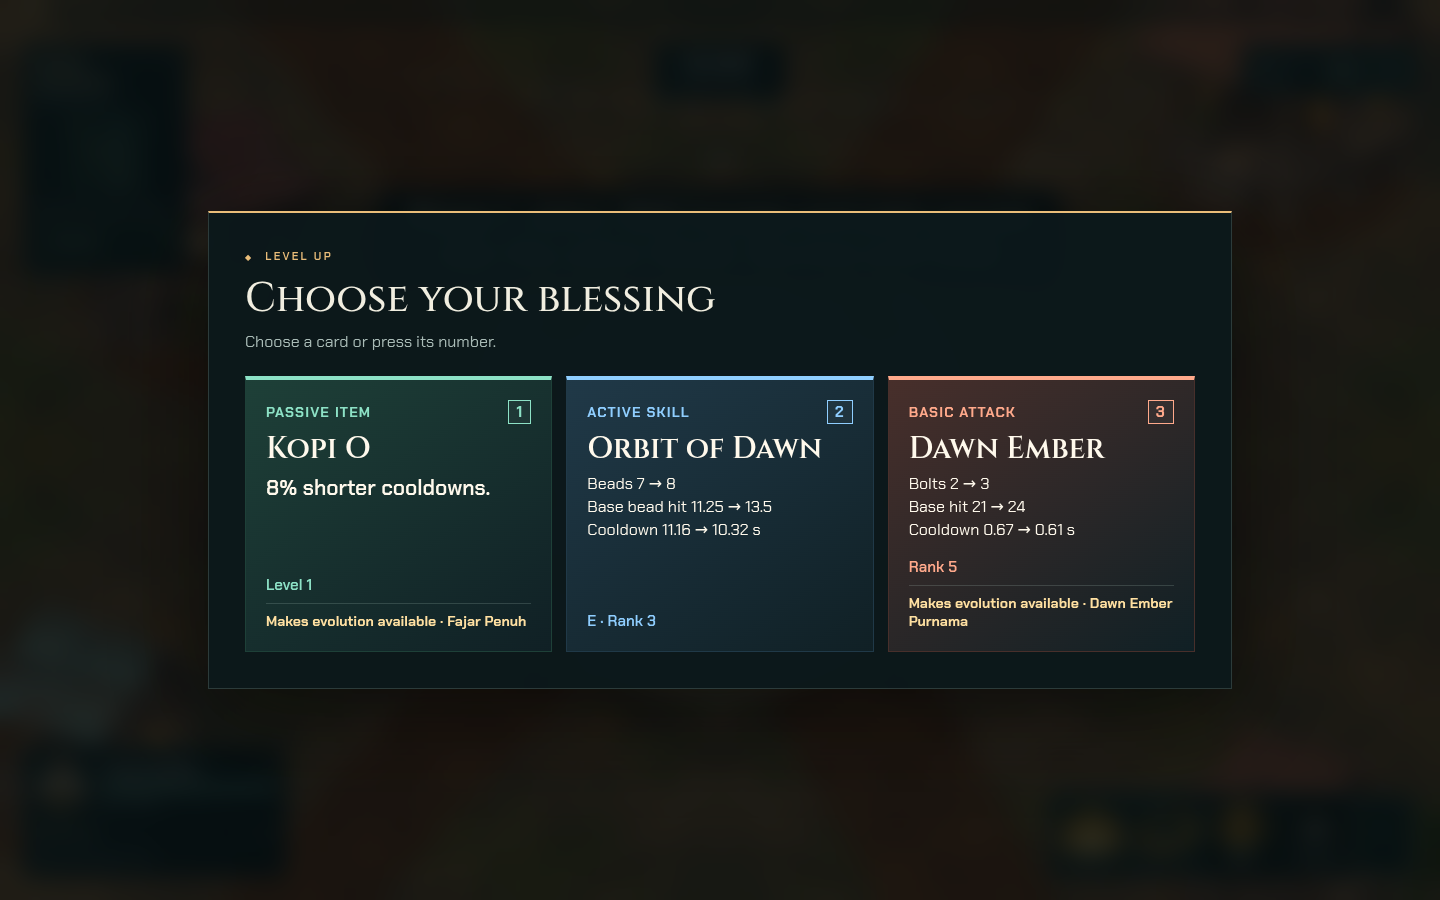 LEVEL UP
Choose your blessing
Choose a card or press its number.
PASSIVE ITEM
1
Kopi O
8% shorter cooldowns.
Level 1
Makes evolution available · Fajar Penuh
ACTIVE SKILL
2
Orbit of Dawn
Beads 7 → 8
Base bead hit 11.25 → 13.5
Cooldown 11.16 → 10.32 s
E · Rank 3
BASIC ATTACK
3
Dawn Ember
Bolts 2 → 3
Base hit 21 → 24
Cooldown 0.67 → 0.61 s
Rank 5
Makes evolution available · Dawn Ember
Purnama